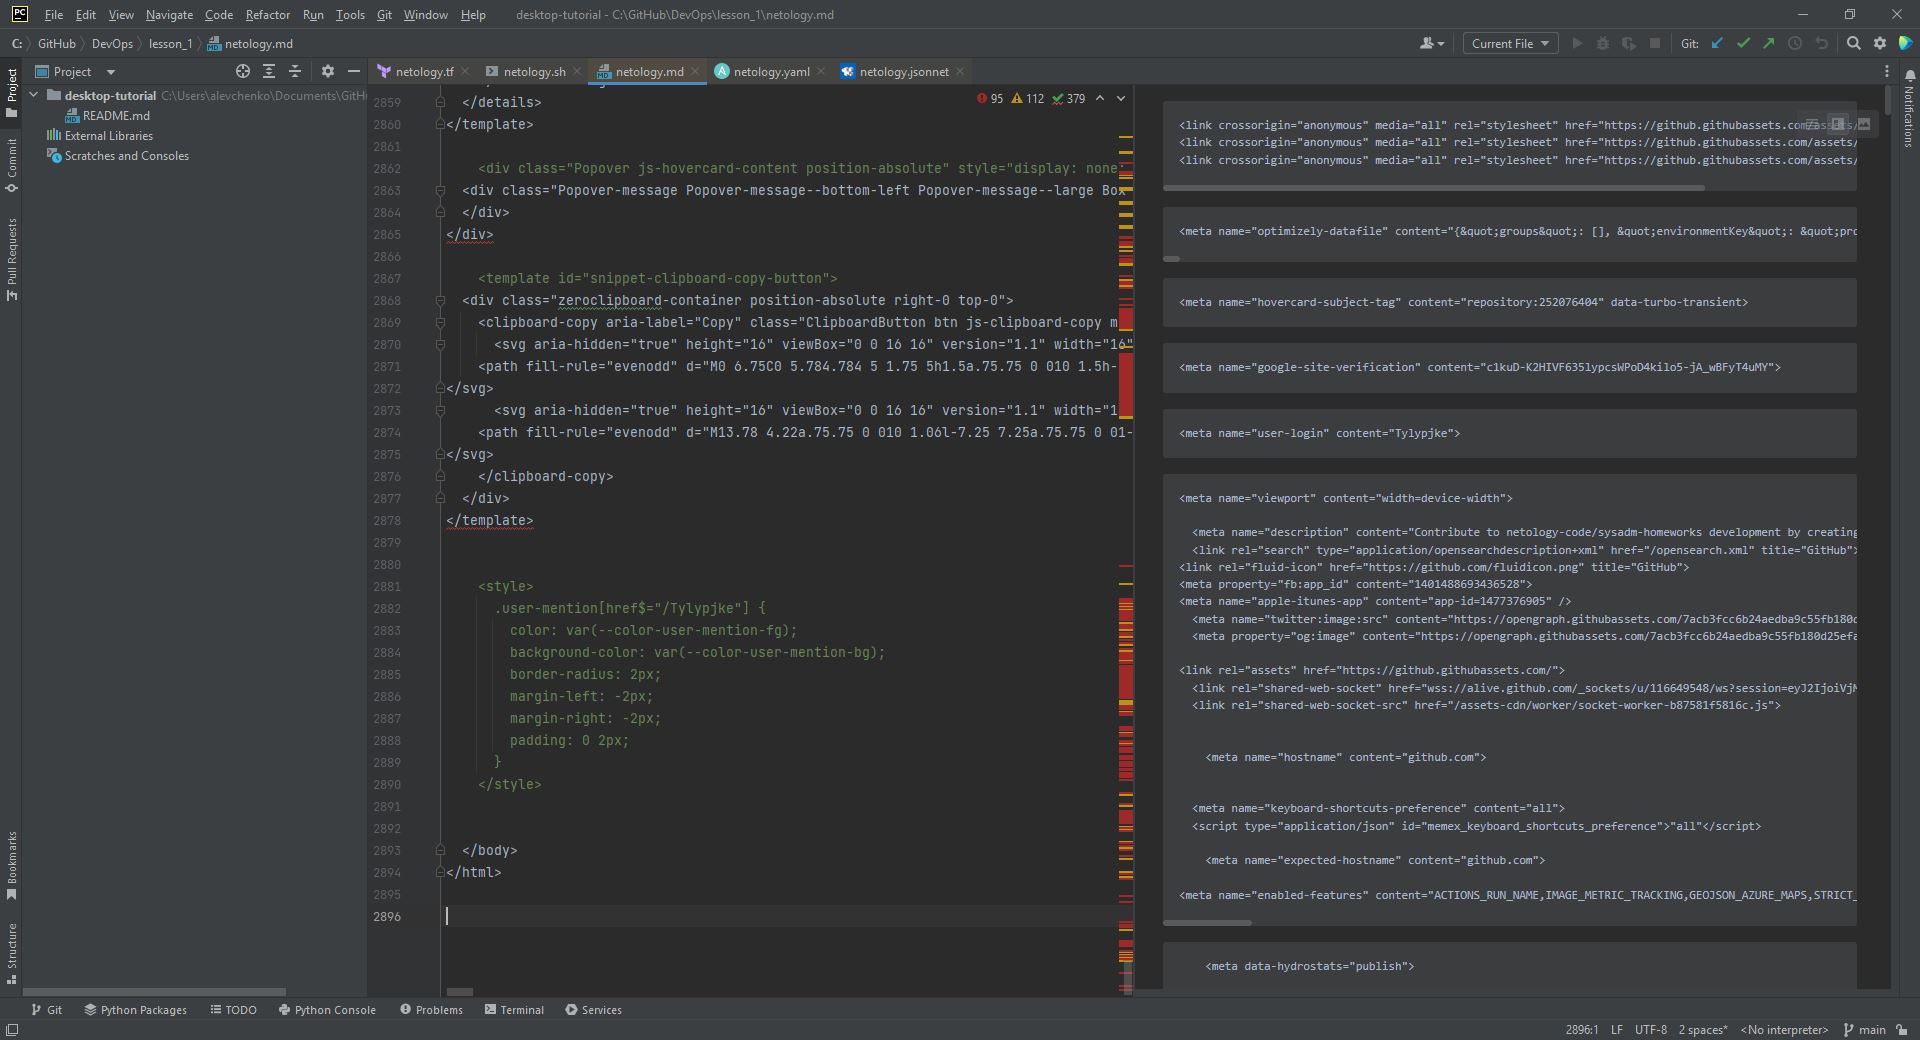 PC File Edit View Navigate Code Refactor Run Tools Git Window Help desktop-tutorial - C:\GitHub\DevOps\lesson_1\netology.md
C: GitHub DevOps lesson_1 netology.md Current File Git:
Project netology.tf netology.sh netology.md netology.yaml netology.jsonnet
desktop-tutorial C:\Users\alevchenko\Documents\GitH
README.md
External Libraries
Scratches and Consoles
Project
Commit
Pull Requests
Bookmarks
Structure
Notifications
95 112 379
2859 </details>
2860 </template>
2861
2862 <div class="Popover js-hovercard-content position-absolute" style="display: none
2863 <div class="Popover-message Popover-message--bottom-left Popover-message--large Box
2864 </div>
2865 </div>
2866
2867 <template id="snippet-clipboard-copy-button">
2868 <div class="zeroclipboard-container position-absolute right-0 top-0">
2869 <clipboard-copy aria-label="Copy" class="ClipboardButton btn js-clipboard-copy m
2870 <svg aria-hidden="true" height="16" viewBox="0 0 16 16" version="1.1" width="16"
2871 <path fill-rule="evenodd" d="M0 6.75C0 5.784.784 5 1.75 5h1.5a.75.75 0 010 1.5h-
2872 </svg>
2873 <svg aria-hidden="true" height="16" viewBox="0 0 16 16" version="1.1" width="1
2874 <path fill-rule="evenodd" d="M13.78 4.22a.75.75 0 010 1.06l-7.25 7.25a.75.75 0 01-
2875 </svg>
2876 </clipboard-copy>
2877 </div>
2878 </template>
2879
2880
2881 <style>
2882 .user-mention[href$="/Tylypjke"] {
2883 color: var(--color-user-mention-fg);
2884 background-color: var(--color-user-mention-bg);
2885 border-radius: 2px;
2886 margin-left: -2px;
2887 margin-right: -2px;
2888 padding: 0 2px;
2889 }
2890 </style>
2891
2892
2893 </body>
2894 </html>
2895
2896
<link crossorigin="anonymous" media="all" rel="stylesheet" href="https://github.githubassets.com/assets/
<link crossorigin="anonymous" media="all" rel="stylesheet" href="https://github.githubassets.com/assets/
<link crossorigin="anonymous" media="all" rel="stylesheet" href="https://github.githubassets.com/assets/
<meta name="optimizely-datafile" content="{&quot;groups&quot;: [], &quot;environmentKey&quot;: &quot;pro
<meta name="hovercard-subject-tag" content="repository:252076404" data-turbo-transient>
<meta name="google-site-verification" content="c1kuD-K2HIVF635lypcsWPoD4kilo5-jA_wBFyT4uMY">
<meta name="user-login" content="Tylypjke">
<meta name="viewport" content="width=device-width">
<meta name="description" content="Contribute to netology-code/sysadm-homeworks development by creating
<link rel="search" type="application/opensearchdescription+xml" href="/opensearch.xml" title="GitHub">
<link rel="fluid-icon" href="https://github.com/fluidicon.png" title="GitHub">
<meta property="fb:app_id" content="1401488693436528">
<meta name="apple-itunes-app" content="app-id=1477376905" />
<meta name="twitter:image:src" content="https://opengraph.githubassets.com/7acb3fcc6b24aedba9c55fb180d
<meta property="og:image" content="https://opengraph.githubassets.com/7acb3fcc6b24aedba9c55fb180d25efa
<link rel="assets" href="https://github.githubassets.com/">
<link rel="shared-web-socket" href="wss://alive.github.com/_sockets/u/116649548/ws?session=eyJ2IjoiVjM
<link rel="shared-web-socket-src" href="/assets-cdn/worker/socket-worker-b87581f5816c.js">
<meta name="hostname" content="github.com">
<meta name="keyboard-shortcuts-preference" content="all">
<script type="application/json" id="memex_keyboard_shortcuts_preference">"all"</script>
<meta name="expected-hostname" content="github.com">
<meta name="enabled-features" content="ACTIONS_RUN_NAME,IMAGE_METRIC_TRACKING,GEOJSON_AZURE_MAPS,STRICT_
<meta data-hydrostats="publish">
Git Python Packages TODO Python Console Problems Terminal Services
2896:1 LF UTF-8 2 spaces* <No interpreter> main